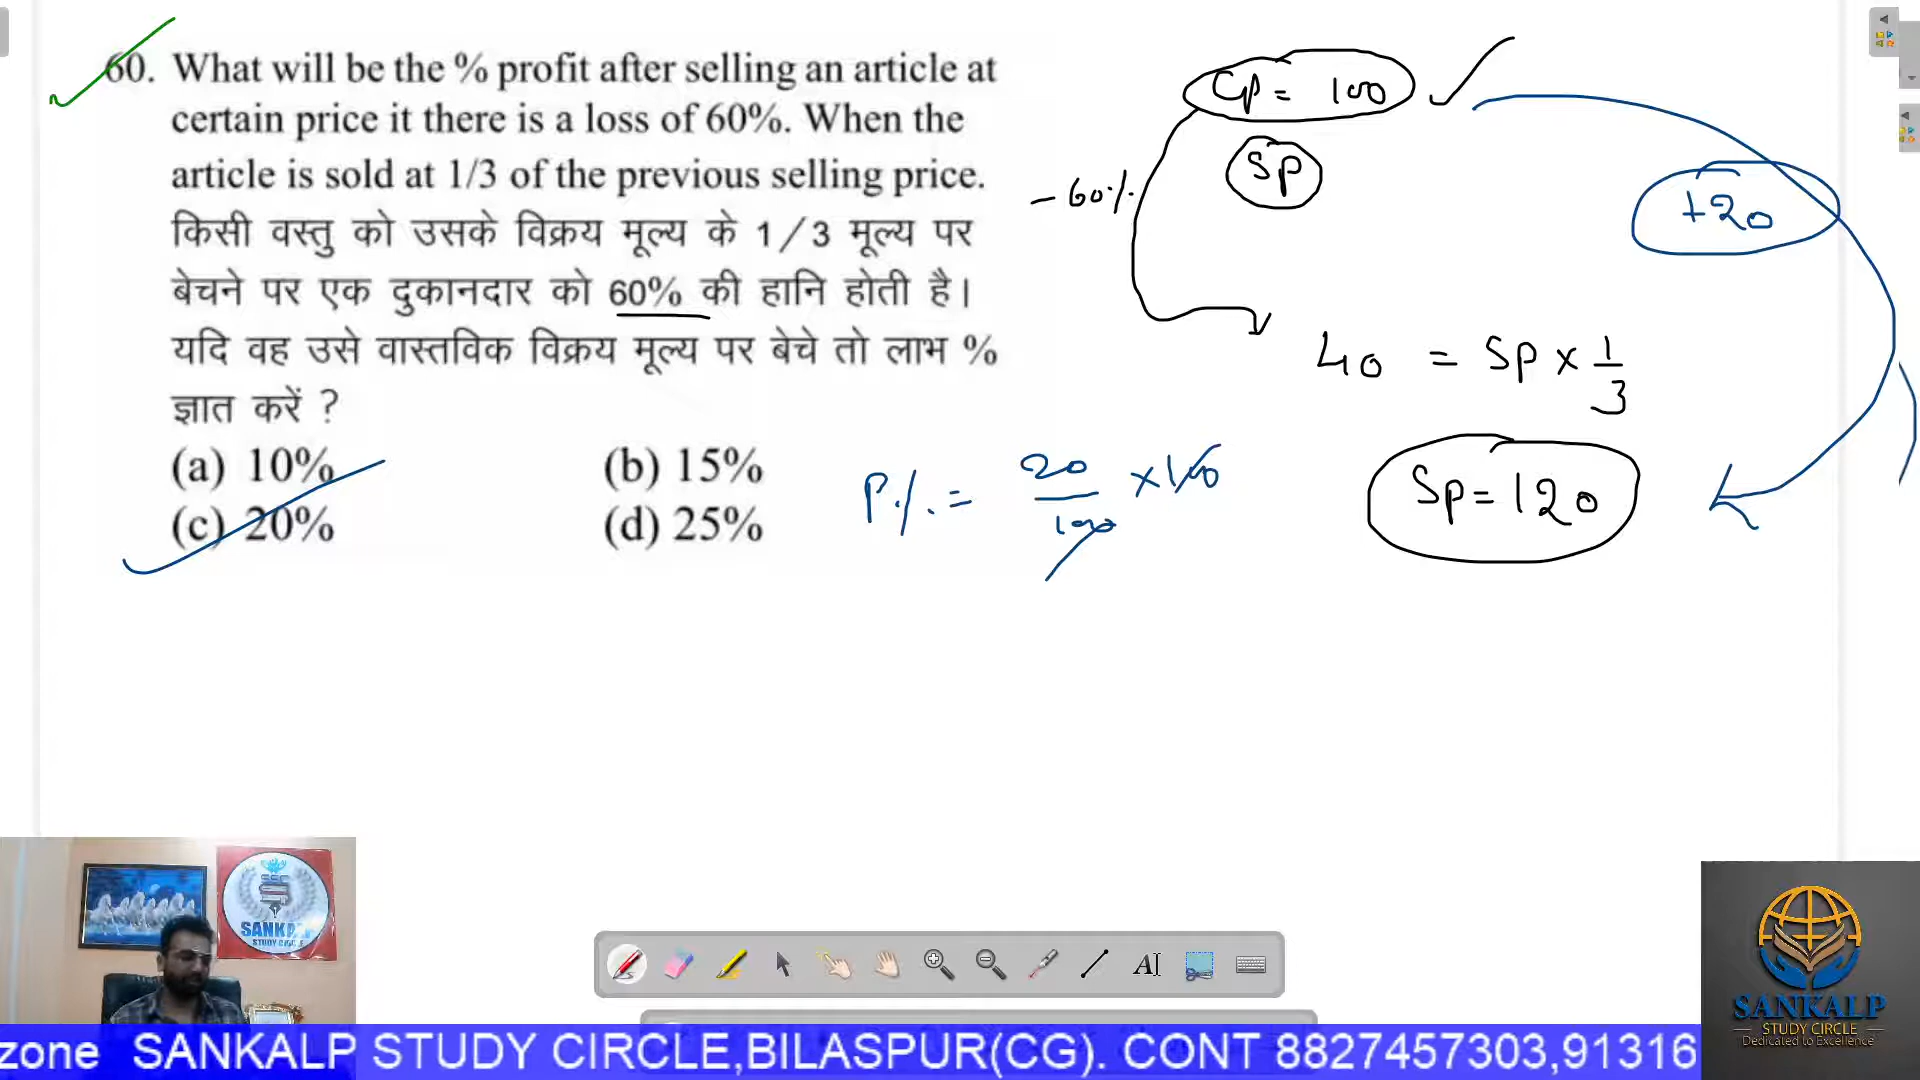 60. What will be the % profit after selling an article at
certain price it there is a loss of 60%. When the
article is sold at 1/3 of the previous selling price.
किसी वस्तु को उसके विक्रय मूल्य के 1/3 मूल्य पर
बेचने पर एक दुकानदार को 60% की हानि होती है।
यदि वह उसे वास्तविक विक्रय मूल्य पर बेचे तो लाभ %
ज्ञात करें ?
(a) 10% (b) 15%
(c) 20% (d) 25%
Cp = 100
SP
- 60%
+20
40 = SP × 1/3
SP = 120
P% = 20/100 × 100
SANKALP
STUDY CIRCLE
zone SANKALP STUDY CIRCLE,BILASPUR(CG). CONT 8827457303,91316
SANKALP
STUDY CIRCLE
Dedicated to Excellence